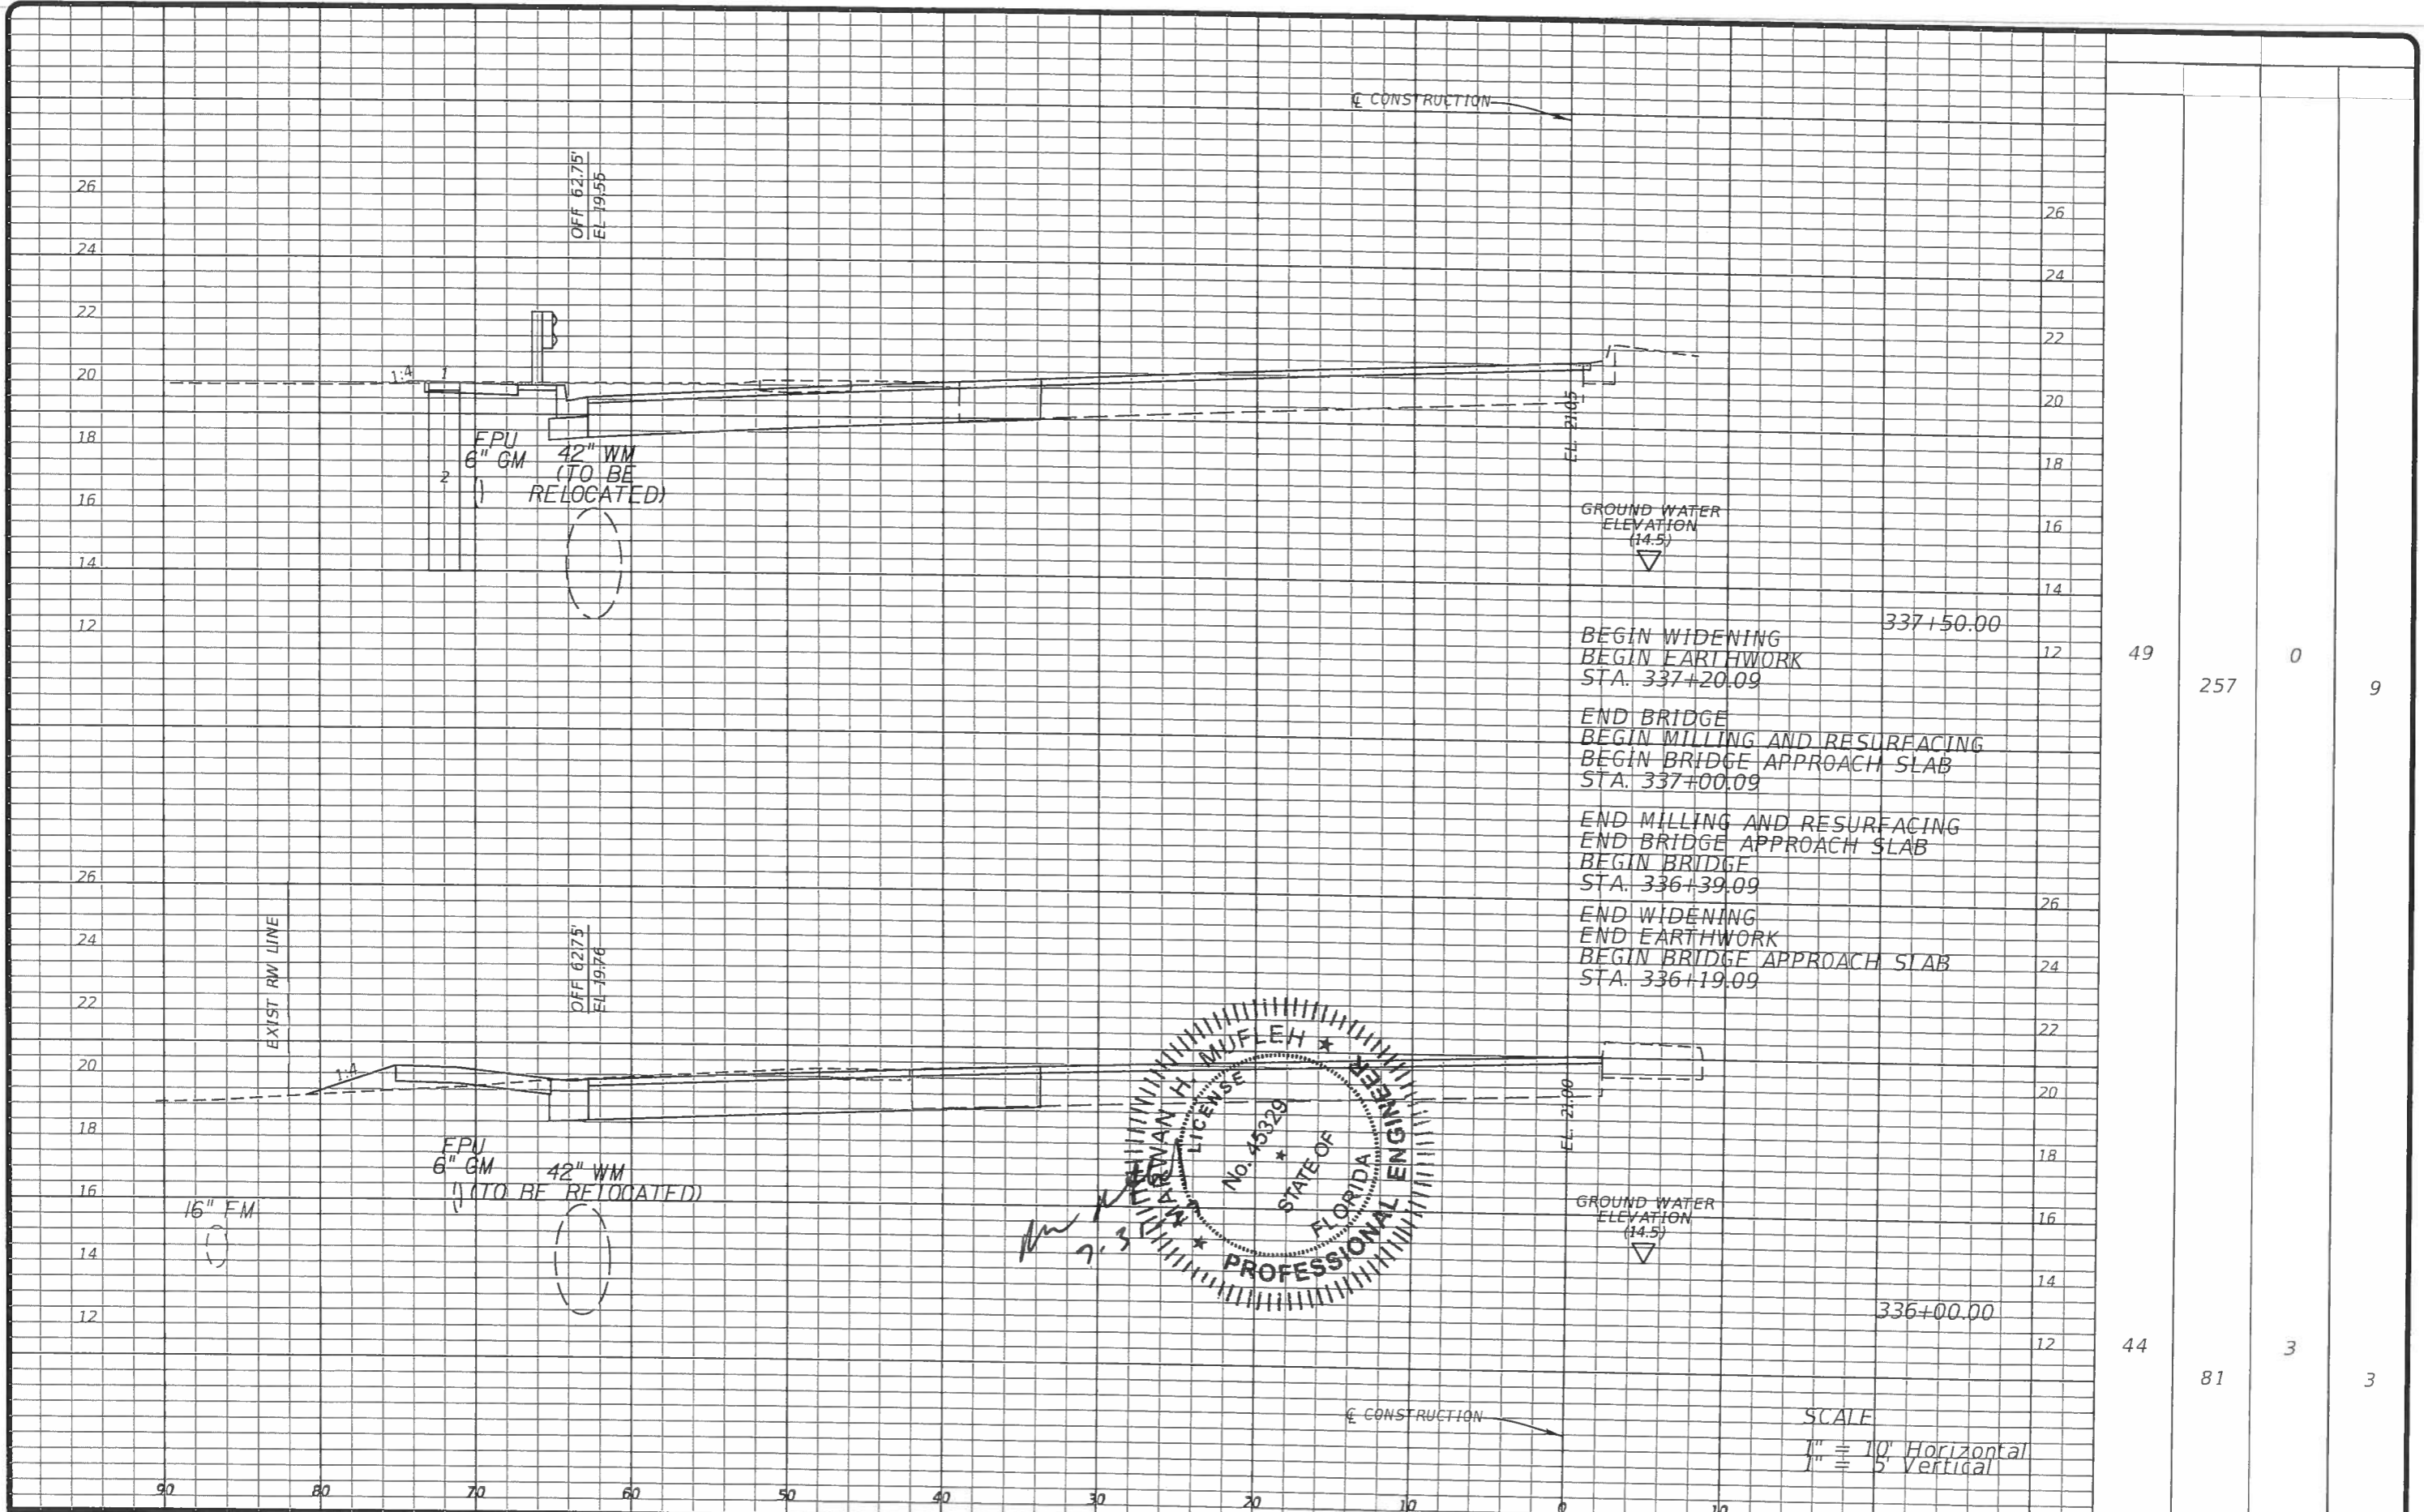 ℄ CONSTRUCTION
OFF 62.75'
EL 19.55
26
24
22
20
18
16
14
12
26
24
22
20
18
16
14
12
1:4
1
2
FPU
6" GM
42" WM
(TO BE
RELOCATED)
EL. 21.05
GROUND WATER
ELEVATION
(14.5)
337+50.00
49
257
0
9
BEGIN WIDENING
BEGIN EARTHWORK
STA. 337+20.09
END BRIDGE
BEGIN MILLING AND RESURFACING
BEGIN BRIDGE APPROACH SLAB
STA. 337+00.09
END MILLING AND RESURFACING
END BRIDGE APPROACH SLAB
BEGIN BRIDGE
STA. 336+39.09
END WIDENING
END EARTHWORK
BEGIN BRIDGE APPROACH SLAB
STA. 336+19.09
EXIST RW LINE
OFF 62.75'
EL 19.76
26
24
22
20
18
16
14
12
26
24
22
20
18
16
14
12
1:4
FPU
6" GM
42" WM
(TO BE RELOCATED)
16" FM
MARWAN H. MUFLEH
LICENSE
No. 45329
STATE OF
FLORIDA
PROFESSIONAL ENGINEER
EL. 21.00
GROUND WATER
ELEVATION
(14.5)
336+00.00
44
81
3
3
℄ CONSTRUCTION
SCALE
1" = 10' Horizontal
1" = 5' Vertical
90
80
70
60
50
40
30
20
10
0
10